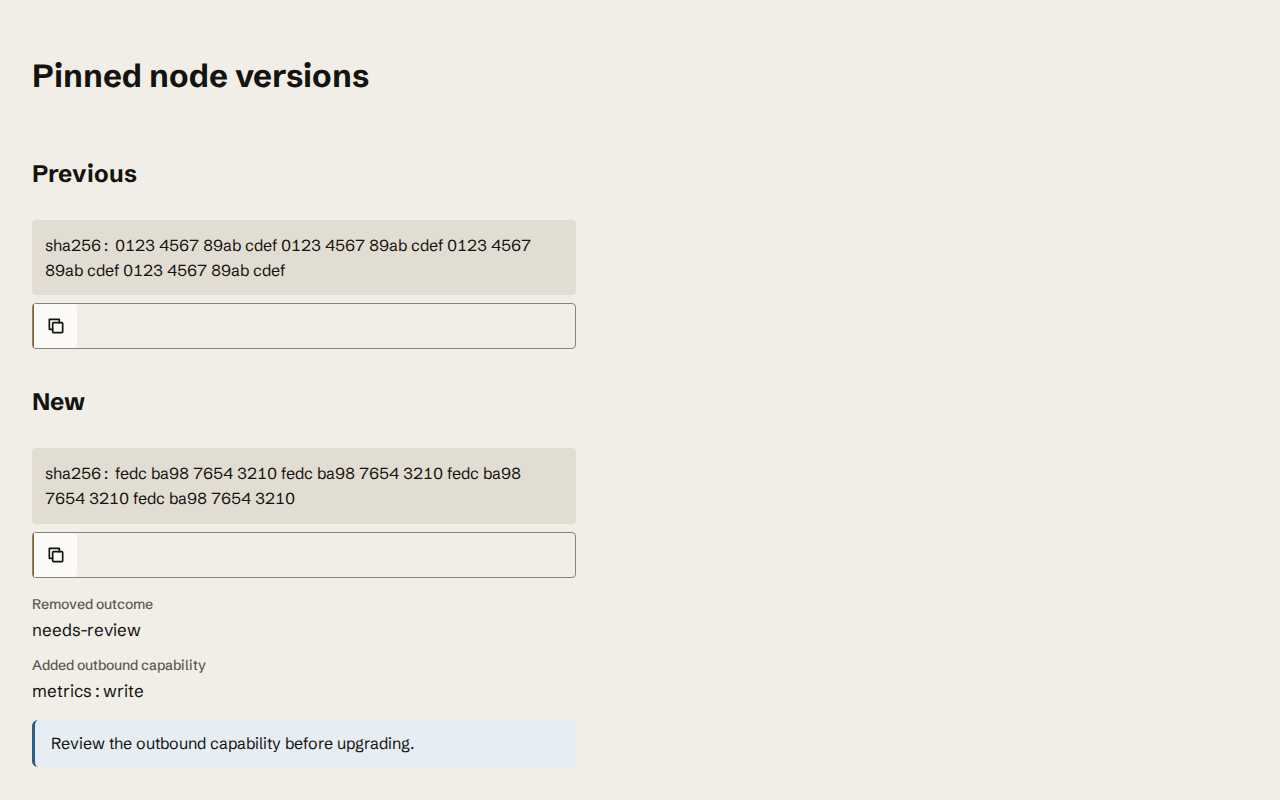 Pinned node versions
Previous
sha256: 0123 4567 89ab cdef 0123 4567 89ab cdef 0123 4567
89ab cdef 0123 4567 89ab cdef
New
sha256: fedc ba98 7654 3210 fedc ba98 7654 3210 fedc ba98
7654 3210 fedc ba98 7654 3210
Removed outcome
needs-review
Added outbound capability
metrics:write
Review the outbound capability before upgrading.